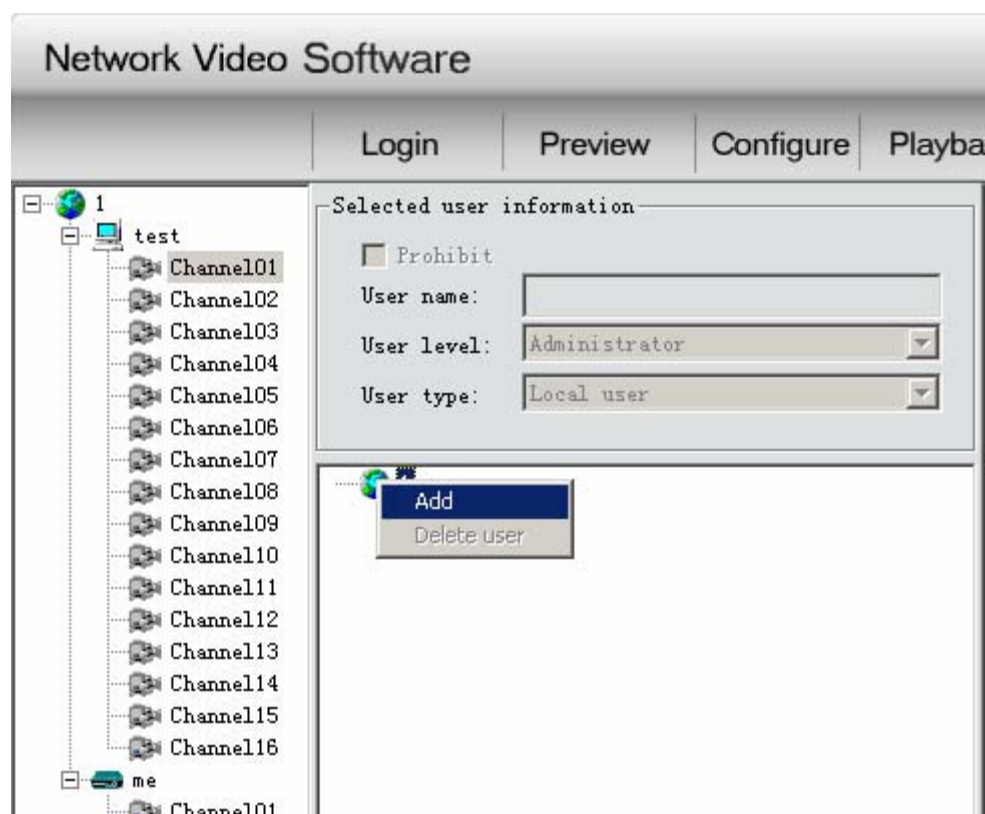 Network Video Software
Login Preview Configure Playba
1
test
Channel01
Channel02
Channel03
Channel04
Channel05
Channel06
Channel07
Channel08
Channel09
Channel10
Channel11
Channel12
Channel13
Channel14
Channel15
Channel16
me
Channel01
Selected user information
Prohibit
User name:
User level: Administrator
User type: Local user
Add
Delete user